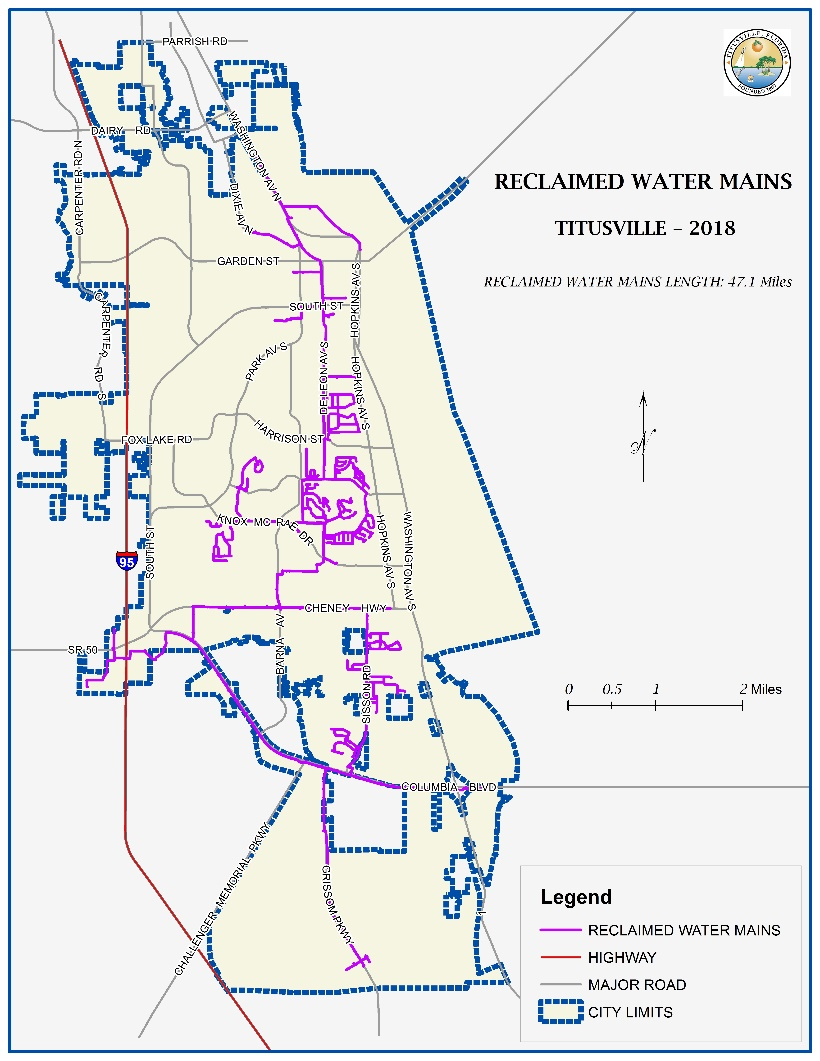 PARRISH RD
TITUSVILLE, FLORIDA
FOUNDED 1867
DAIRY RD
WASHINGTON AV N
CARPENTER RD N
DIXIE AV N
RECLAIMED WATER MAINS
TITUSVILLE – 2018
RECLAIMED WATER MAINS LENGTH: 47.1 Miles
GARDEN ST
HOPKINS AV S
CARPENTER RD S
SOUTH ST
PARK AV S
DELEON AV S
HOPKINS AV S
HARRISON ST
FOX LAKE RD
N
KNOX MC RAE DR
SOUTH ST
HOPKINS AV S
WASHINGTON AV S
95
CHENEY HWY
BARNA AV
SR 50
SISSON RD
0 0.5 1 2 Miles
COLUMBIA BLVD
CHALLENGER MEMORIAL PKWY
GRISSOM PKWY
Legend
RECLAIMED WATER MAINS
HIGHWAY
MAJOR ROAD
CITY LIMITS